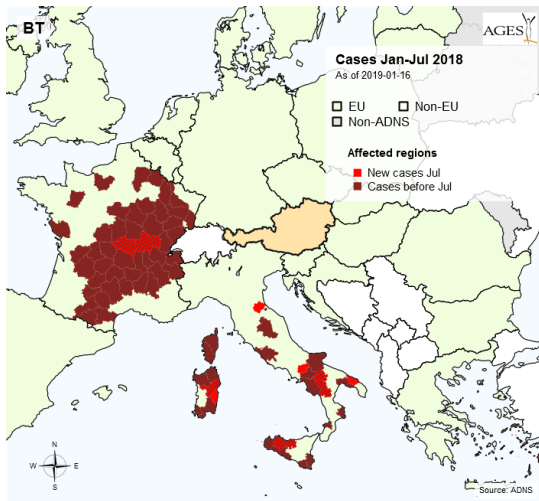 BT
AGES
Cases Jan-Jul 2018
As of 2019-01-16
EU
Non-EU
Non-ADNS
Affected regions
New cases Jul
Cases before Jul
N
W
E
S
Source: ADNS